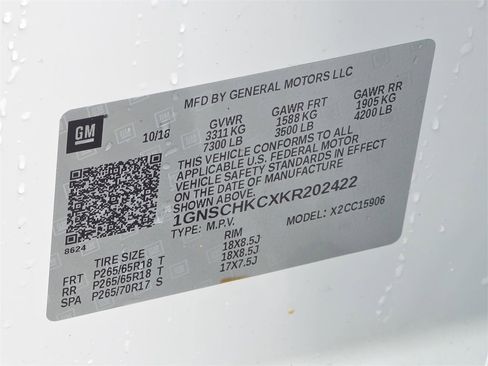 MFD BY GENERAL MOTORS LLC
GM
10/18
GVWR GAWR FRT GAWR RR
3311 KG 1588 KG 1905 KG
7300 LB 3500 LB 4200 LB
THIS VEHICLE CONFORMS TO ALL
APPLICABLE U.S. FEDERAL MOTOR
VEHICLE SAFETY STANDARDS IN EFFECT
ON THE DATE OF MANUFACTURE
1GNSCHKCXKR202422
TYPE: M.P.V. MODEL: X2CC15906
8624
TIRE SIZE RIM
FRT P265/65R18 T 18X8.5J
RR P265/65R18 T 18X8.5J
SPA P265/70R17 S 17X7.5J